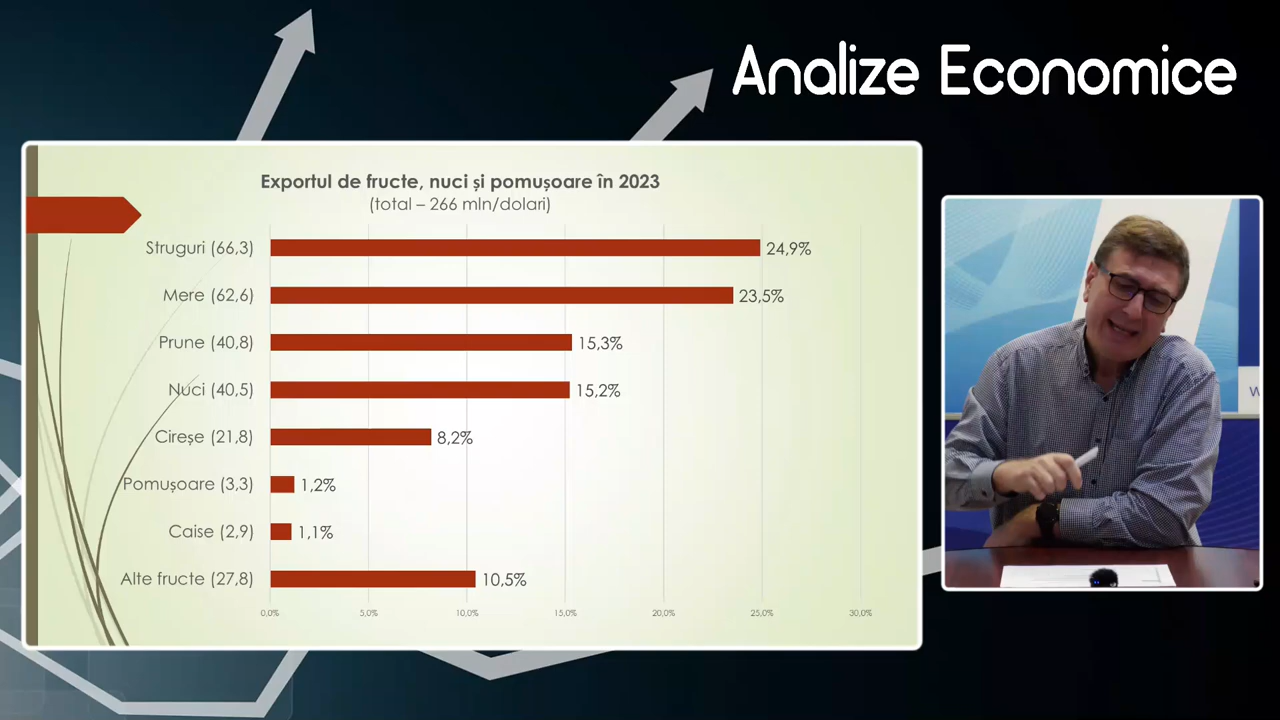 Analize Economice
Exportul de fructe, nuci și pomușoare în 2023
(total – 266 mln/dolari)
Struguri (66,3) 24,9%
Mere (62,6) 23,5%
Prune (40,8) 15,3%
Nuci (40,5) 15,2%
Cireșe (21,8) 8,2%
Pomușoare (3,3) 1,2%
Caise (2,9) 1,1%
Alte fructe (27,8) 10,5%
0,0% 5,0% 10,0% 15,0% 20,0% 25,0% 30,0%
W